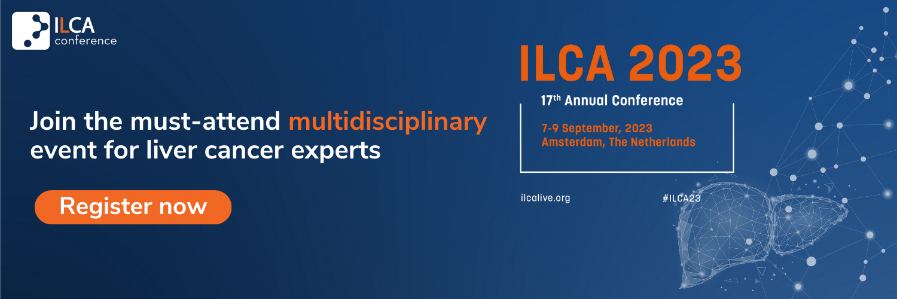 ILCA
conference
Join the must-attend multidisciplinary
event for liver cancer experts
Register now
ILCA 2023
17th Annual Conference
7-9 September, 2023
Amsterdam, The Netherlands
ilcalive.org
#ILCA23